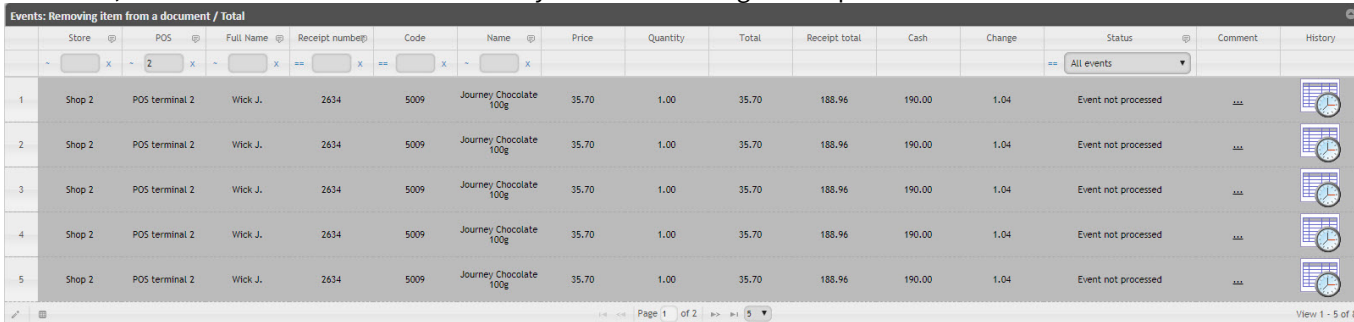 Events: Removing item from a document / Total
Store POS Full Name Receipt number Code Name Price Quantity Total Receipt total Cash Change Status Comment History
~ x ~ 2 x ~ x == x == x ~ x == All events
1 Shop 2 POS terminal 2 Wick J. 2634 5009 Journey Chocolate 100g 35.70 1.00 35.70 188.96 190.00 1.04 Event not processed ...
2 Shop 2 POS terminal 2 Wick J. 2634 5009 Journey Chocolate 100g 35.70 1.00 35.70 188.96 190.00 1.04 Event not processed ...
3 Shop 2 POS terminal 2 Wick J. 2634 5009 Journey Chocolate 100g 35.70 1.00 35.70 188.96 190.00 1.04 Event not processed ...
4 Shop 2 POS terminal 2 Wick J. 2634 5009 Journey Chocolate 100g 35.70 1.00 35.70 188.96 190.00 1.04 Event not processed ...
5 Shop 2 POS terminal 2 Wick J. 2634 5009 Journey Chocolate 100g 35.70 1.00 35.70 188.96 190.00 1.04 Event not processed ...
Page 1 of 2 5 View 1 - 5 of